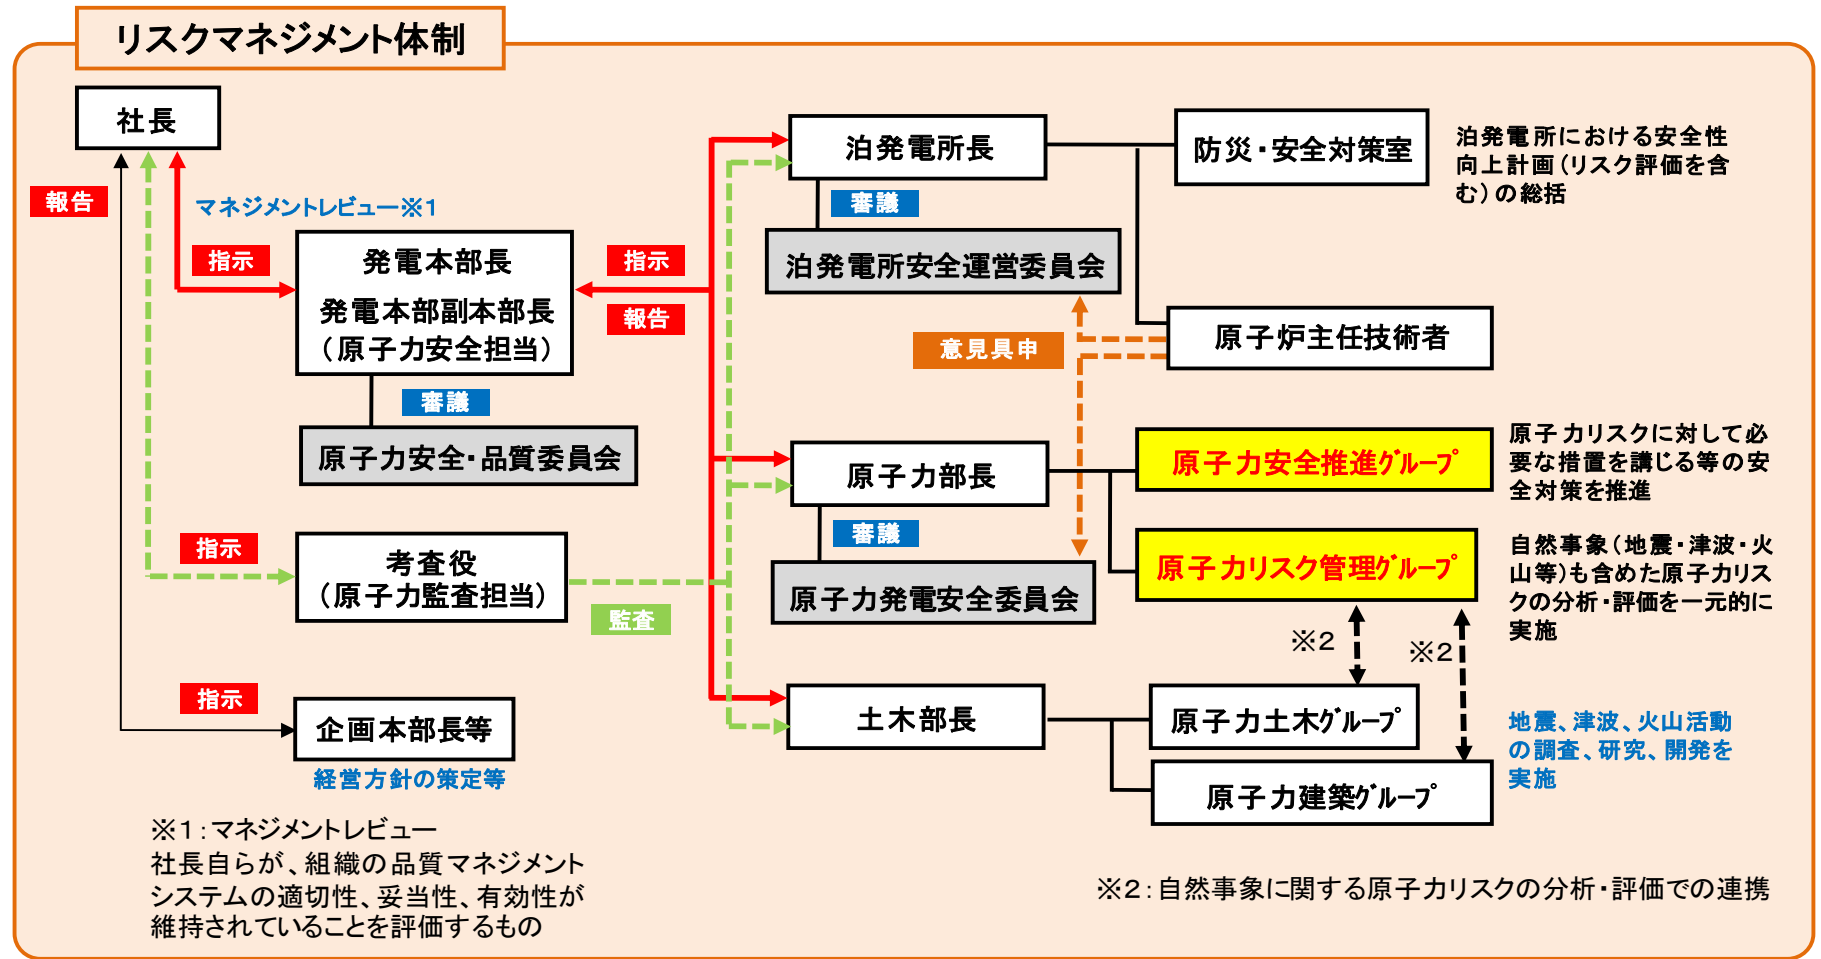 リスクマネジメント体制
社長
報告
マネジメントレビュー※１
指示
発電本部長
発電本部副本部長
（原子力安全担当）
審議
原子力安全・品質委員会
指示
報告
指示
考査役
（原子力監査担当）
監査
指示
企画本部長等
経営方針の策定等
泊発電所長
審議
泊発電所安全運営委員会
防災・安全対策室
泊発電所における安全性
向上計画（リスク評価を含
む）の総括
意見具申
原子炉主任技術者
原子力部長
審議
原子力発電安全委員会
原子力安全推進ｸﾞﾙｰﾌﾟ
原子力リスクに対して必
要な措置を講じる等の安
全対策を推進
原子力リスク管理ｸﾞﾙｰﾌﾟ
自然事象（地震・津波・火
山等）も含めた原子力リス
クの分析・評価を一元的に
実施
※２
※２
土木部長
原子力土木ｸﾞﾙｰﾌﾟ
原子力建築ｸﾞﾙｰﾌﾟ
地震、津波、火山活動
の調査、研究、開発を
実施
※１：マネジメントレビュー
社長自らが、組織の品質マネジメント
システムの適切性、妥当性、有効性が
維持されていることを評価するもの
※２：自然事象に関する原子力リスクの分析・評価での連携